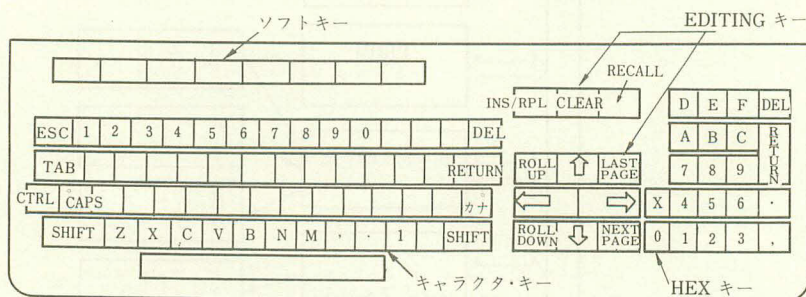 ソフトキー
EDITING キー
RECALL
INS/RPL CLEAR
D E F DEL
ESC 1 2 3 4 5 6 7 8 9 0 DEL
A B C RETURN
TAB RETURN
ROLL UP ⇧ LAST PAGE
7 8 9
CTRL CAPS カナ
⇦ ⇨
X 4 5 6 ·
SHIFT Z X C V B N M , . 1 SHIFT
ROLL DOWN ⇩ NEXT PAGE
0 1 2 3 ,
キャラクタ・キー
HEX キー